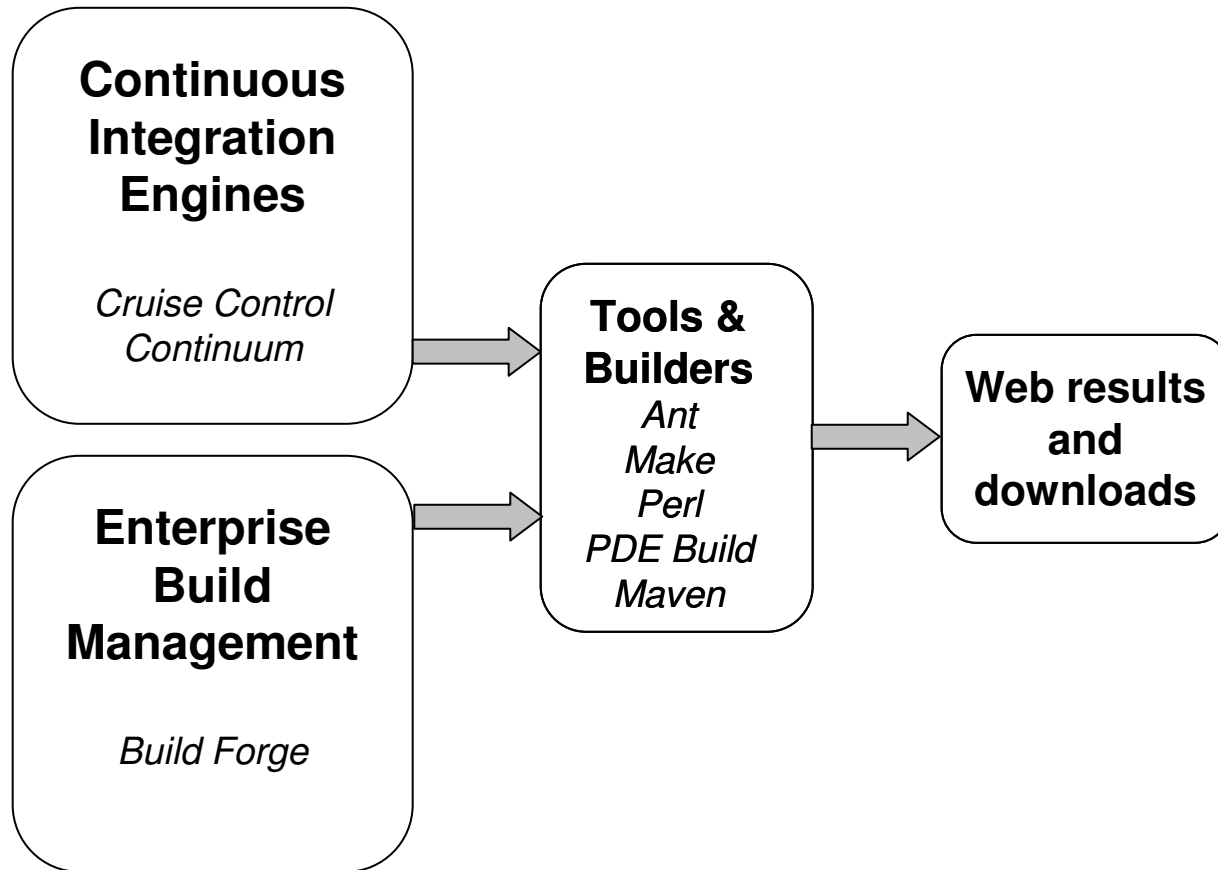 Continuous
Integration
Engines
Cruise Control
Continuum
Enterprise
Build
Management
Build Forge
Tools &
Builders
Ant
Make
Perl
PDE Build
Maven
Web results
and
downloads